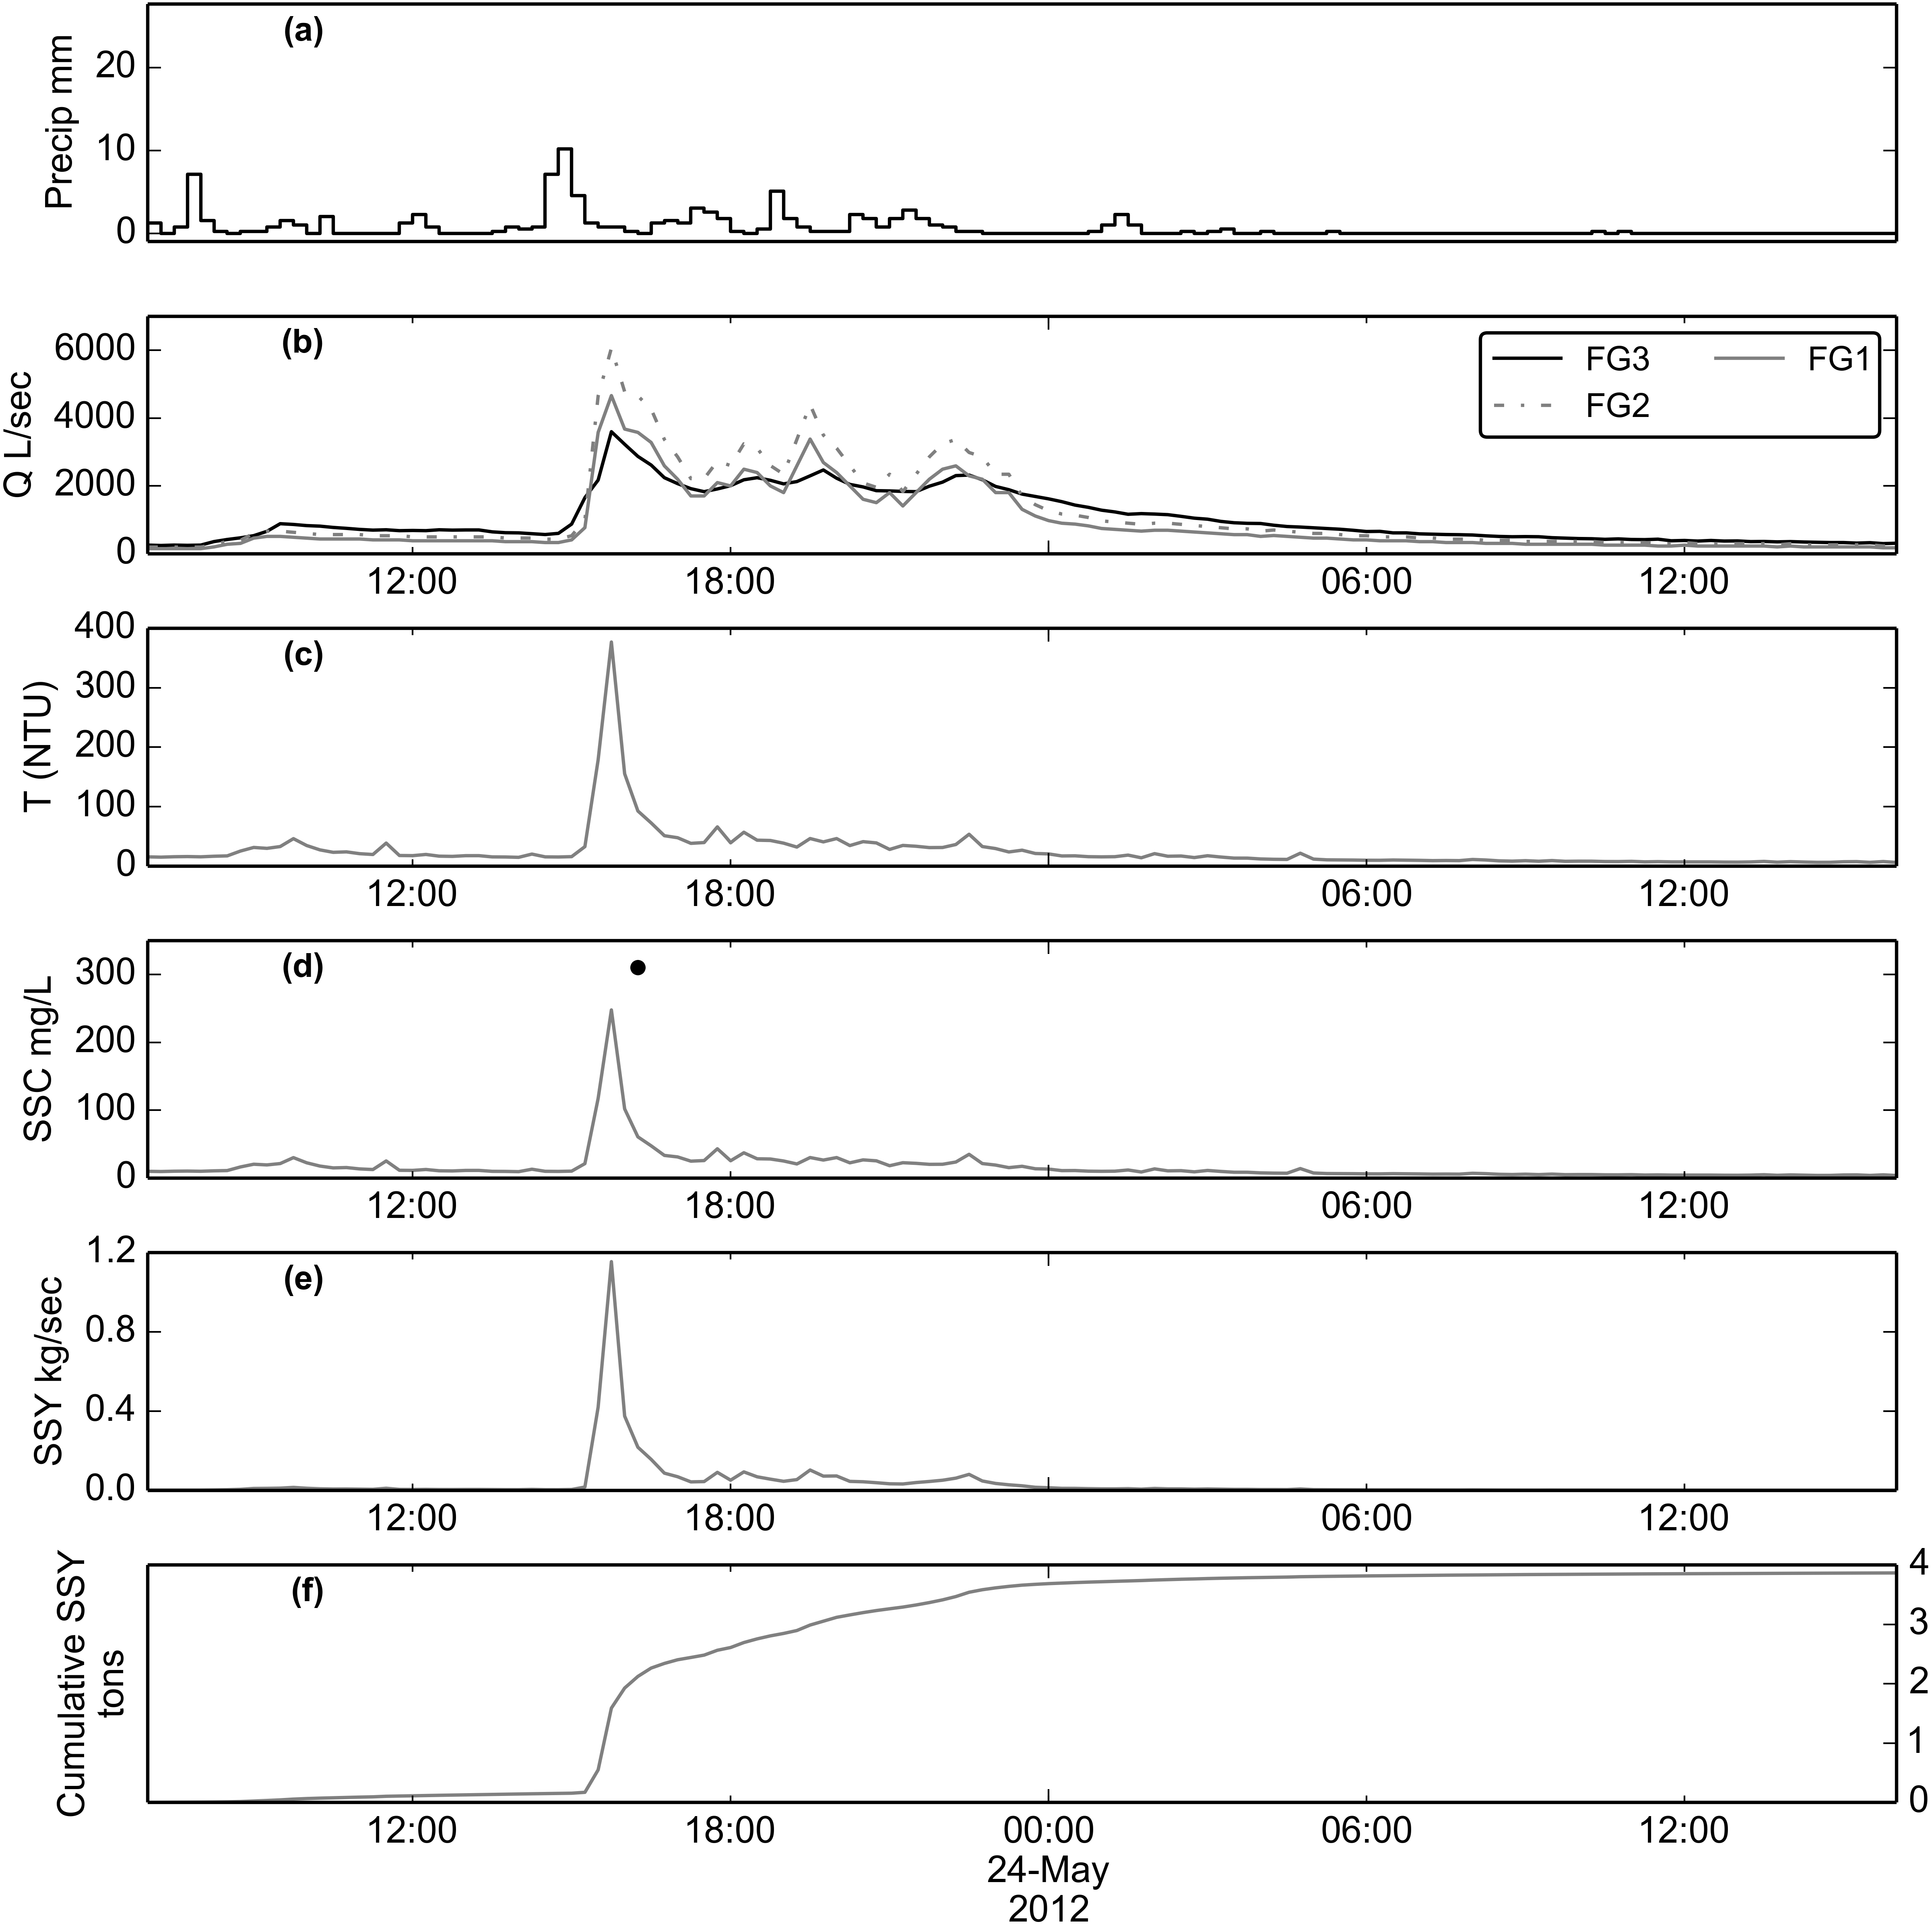 (a)
Precip mm
20
10
0
(b)
Q L/sec
6000
4000
2000
0
FG3
FG1
FG2
12:00 18:00 06:00 12:00
(c)
T (NTU)
400
300
200
100
0
12:00 18:00 06:00 12:00
(d)
SSC mg/L
300
200
100
0
12:00 18:00 06:00 12:00
(e)
SSY kg/sec
1.2
0.8
0.4
0.0
12:00 18:00 06:00 12:00
(f)
Cumulative SSY
tons
4
3
2
1
0
12:00 18:00 00:00 06:00 12:00
24-May
2012